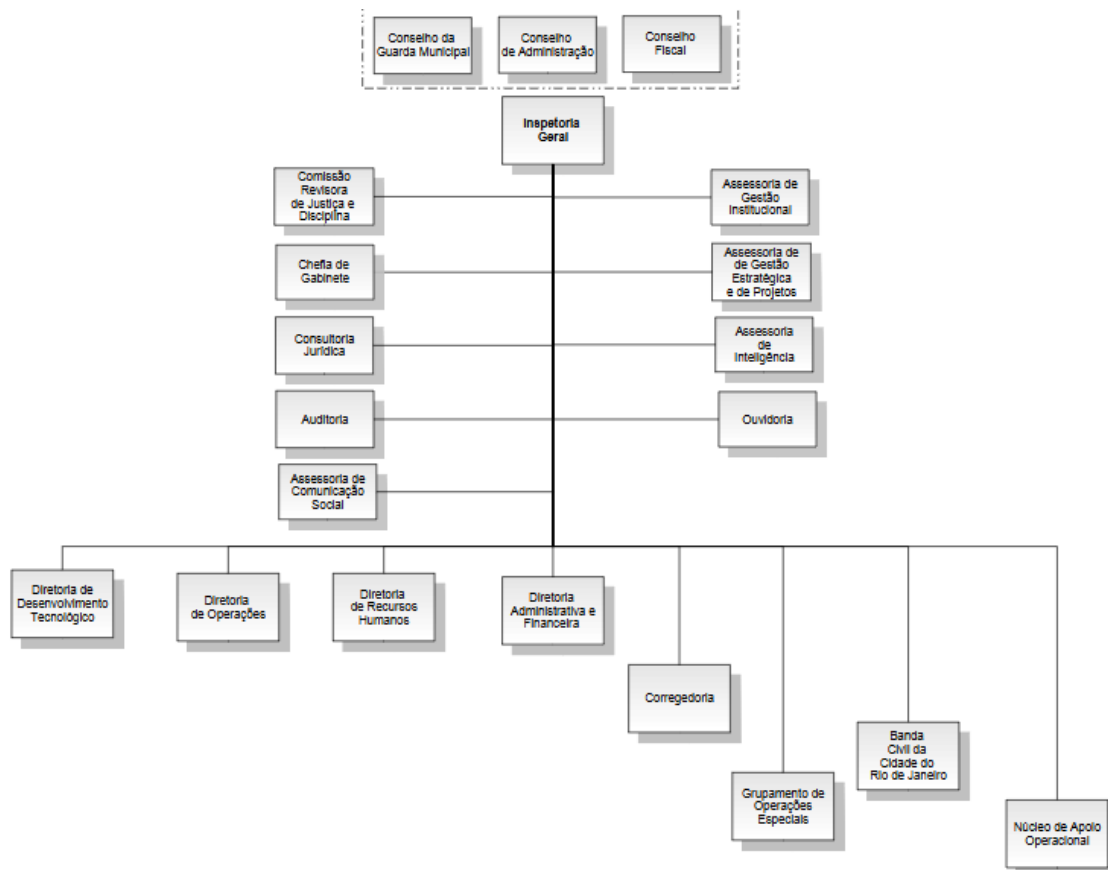 Conselho da
Guarda Municipal
Conselho
de Administração
Conselho
Fiscal
Inspetoria
Geral
Comissão
Revisora
de Justiça e
Disciplina
Assessoria de
Gestão
Institucional
Chefia de
Gabinete
Assessoria de
de Gestão
Estratégica
e de Projetos
Consultoria
Jurídica
Assessoria
de
Inteligência
Auditoria
Ouvidoria
Assessoria de
Comunicação
Social
Diretoria de
Desenvolvimento
Tecnológico
Diretoria
de Operações
Diretoria
de Recursos
Humanos
Diretoria
Administrativa e
Financeira
Corregedoria
Grupamento de
Operações
Especiais
Banda
Civil da
Cidade do
Rio de Janeiro
Núcleo de Apoio
Operacional